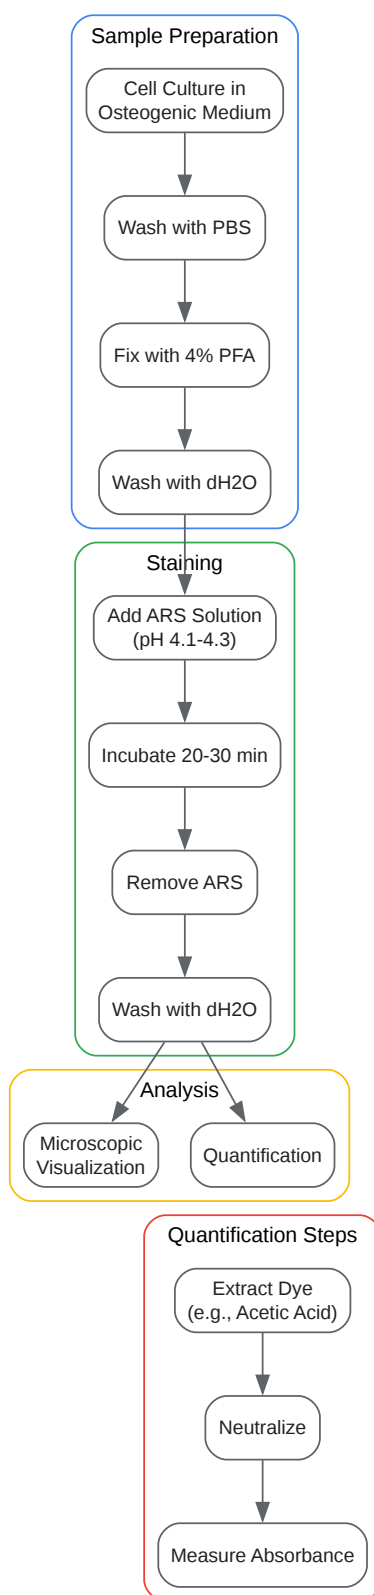 Sample Preparation
Cell Culture in
Osteogenic Medium
Wash with PBS
Fix with 4% PFA
Wash with dH2O
Staining
Add ARS Solution
(pH 4.1-4.3)
Incubate 20-30 min
Remove ARS
Wash with dH2O
Analysis
Microscopic
Visualization
Quantification
Quantification Steps
Extract Dye
(e.g., Acetic Acid)
Neutralize
Measure Absorbance